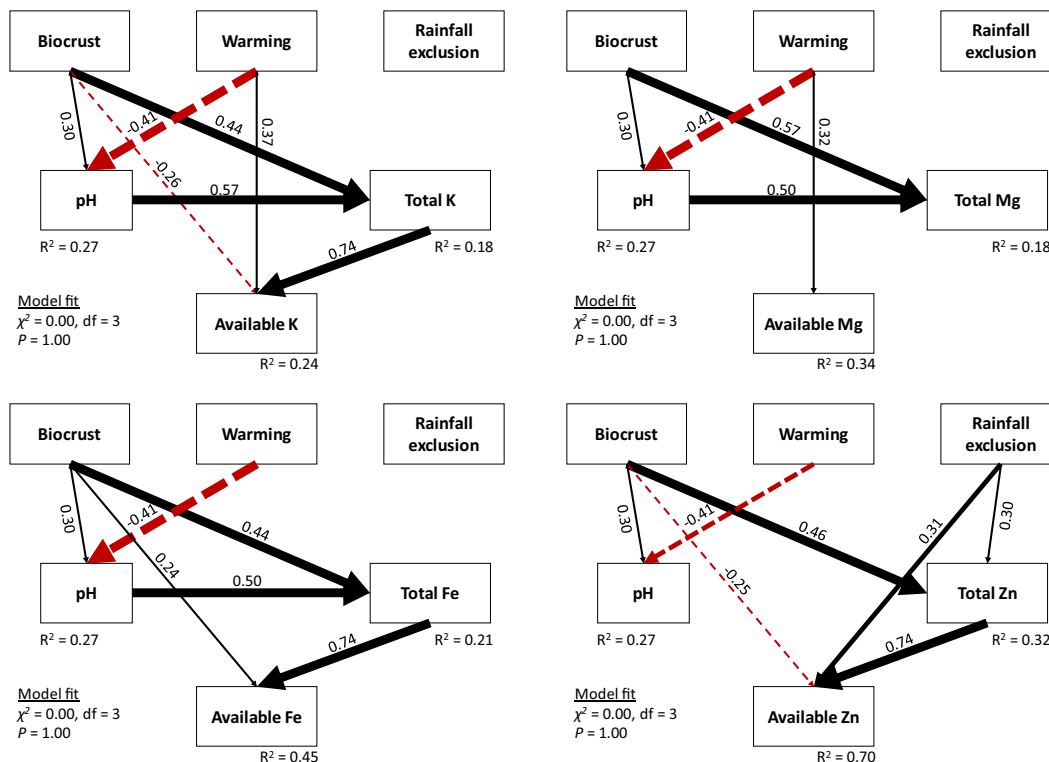 Biocrust
Warming
Rainfall
exclusion
0.30
-0.41
0.44
0.37
-0.26
0.57
pH
Total K
R² = 0.27
R² = 0.18
0.74
Model fit
χ² = 0.00, df = 3
P = 1.00
Available K
R² = 0.24
Biocrust
Warming
Rainfall
exclusion
0.30
-0.41
0.57
0.32
0.50
pH
Total Mg
R² = 0.27
R² = 0.18
Model fit
χ² = 0.00, df = 3
P = 1.00
Available Mg
R² = 0.34
Biocrust
Warming
Rainfall
exclusion
0.30
-0.41
0.44
0.24
0.50
pH
Total Fe
R² = 0.27
R² = 0.21
0.74
Model fit
χ² = 0.00, df = 3
P = 1.00
Available Fe
R² = 0.45
Biocrust
Warming
Rainfall
exclusion
0.30
-0.41
0.46
0.31
0.30
-0.25
pH
Total Zn
R² = 0.27
R² = 0.32
0.74
Model fit
χ² = 0.00, df = 3
P = 1.00
Available Zn
R² = 0.70